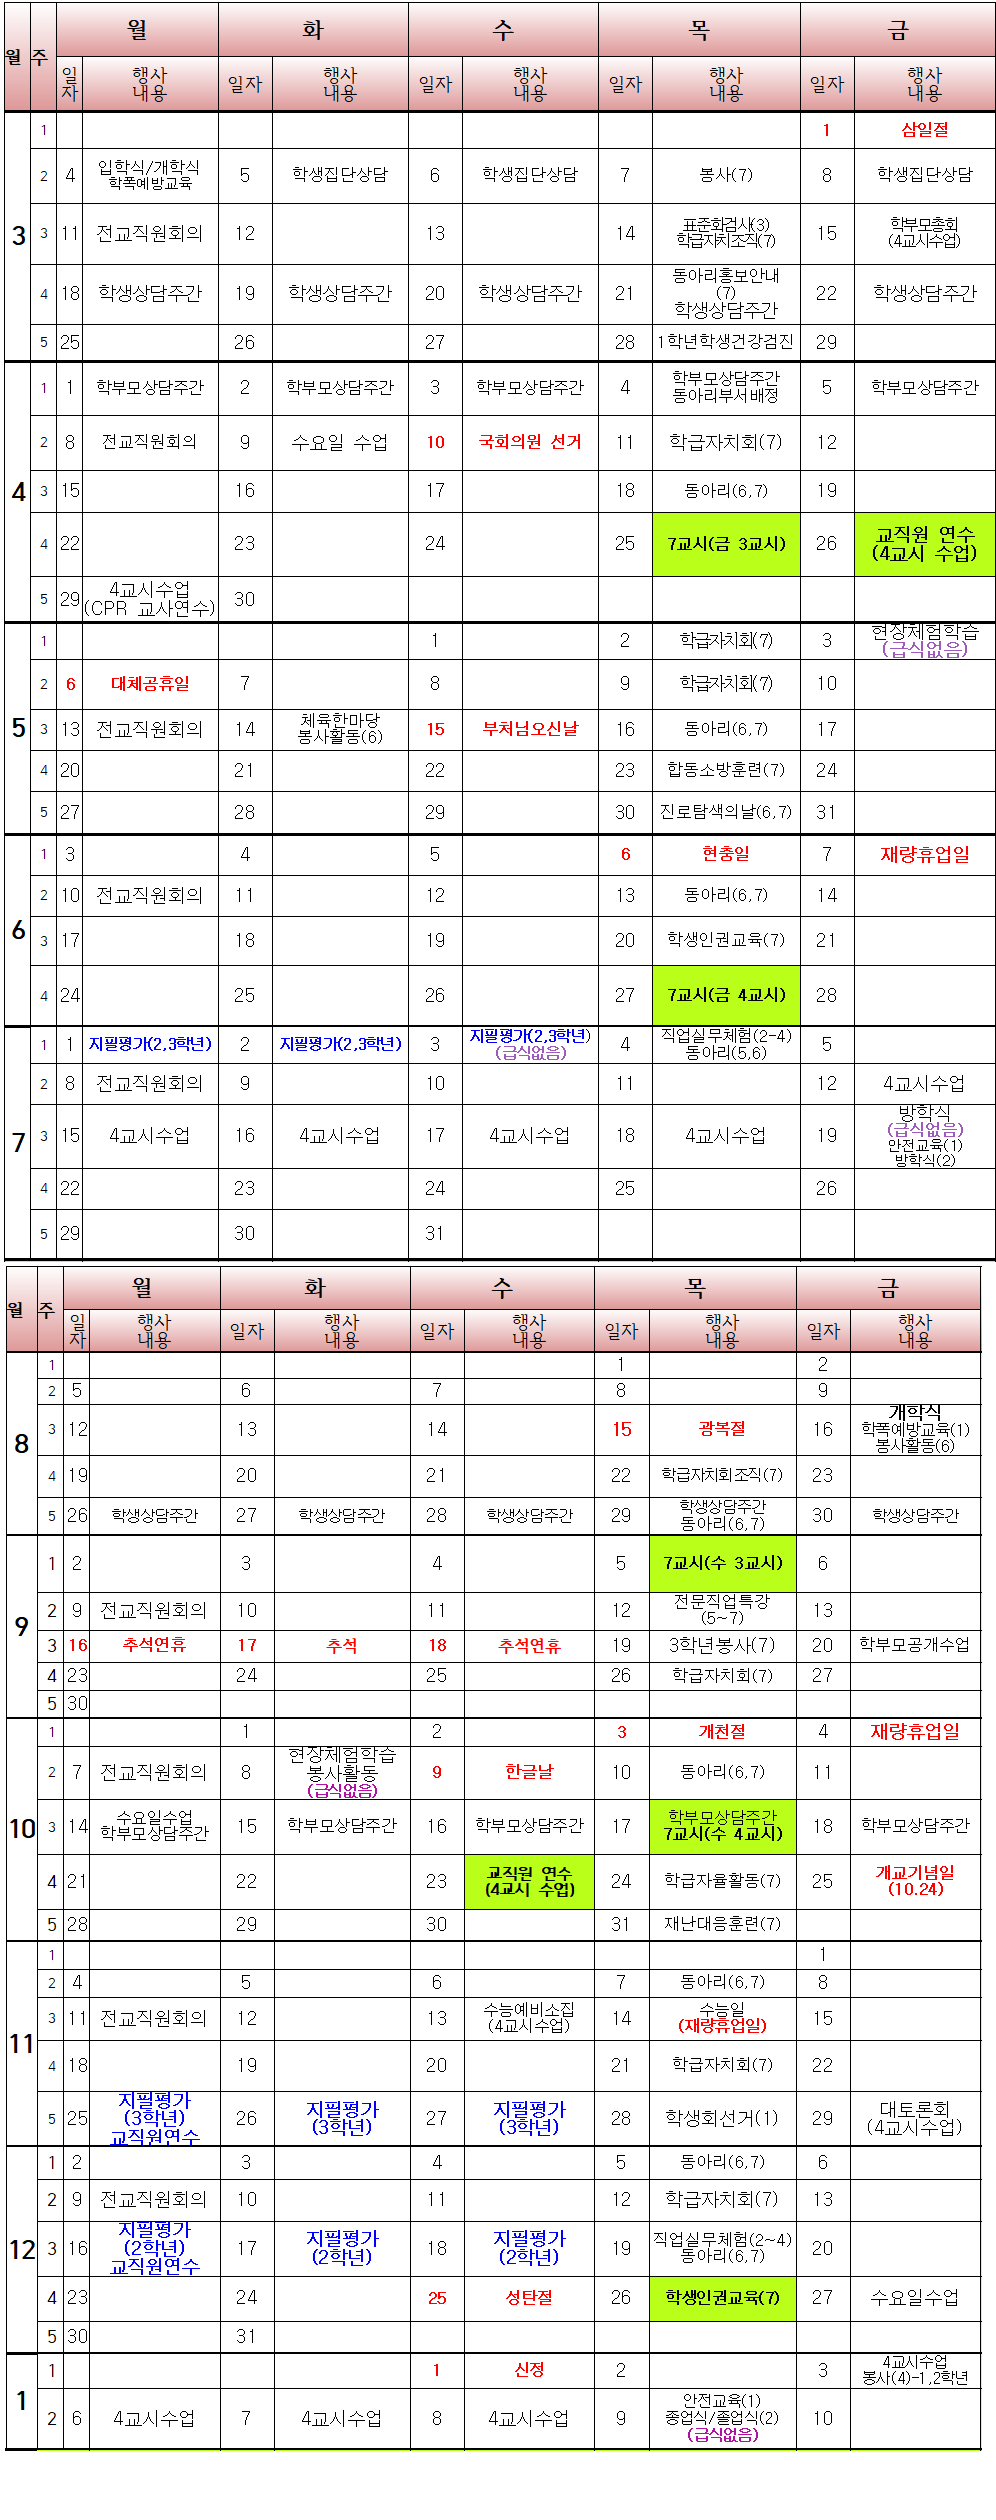 월 주 월 화 수 목 금
일자 행사내용 일자 행사내용 일자 행사내용 일자 행사내용 일자 행사내용
3
1 1 삼일절
2 4 입학식/개학식 학폭예방교육 5 학생집단상담 6 학생집단상담 7 봉사(7) 8 학생집단상담
3 11 전교직원회의 12 13 14 표준화검사(3) 학급자치조직(7) 15 학부모총회 (4교시수업)
4 18 학생상담주간 19 학생상담주간 20 학생상담주간 21 동아리홍보안내 (7) 학생상담주간 22 학생상담주간
5 25 26 27 28 1학년학생건강검진 29
4
1 1 학부모상담주간 2 학부모상담주간 3 학부모상담주간 4 학부모상담주간 동아리부서배정 5 학부모상담주간
2 8 전교직원회의 9 수요일 수업 10 국회의원 선거 11 학급자치회(7) 12
3 15 16 17 18 동아리(6,7) 19
4 22 23 24 25 7교시(금 3교시) 26 교직원 연수 (4교시 수업)
5 29 4교시수업 (CPR 교사연수) 30
5
1 1 2 학급자치회(7) 3 현장체험학습 (급식없음)
2 6 대체공휴일 7 8 9 학급자치회(7) 10
3 13 전교직원회의 14 체육한마당 봉사활동(6) 15 부처님오신날 16 동아리(6,7) 17
4 20 21 22 23 합동소방훈련(7) 24
5 27 28 29 30 진로탐색의날(6,7) 31
6
1 3 4 5 6 현충일 7 재량휴업일
2 10 전교직원회의 11 12 13 동아리(6,7) 14
3 17 18 19 20 학생인권교육(7) 21
4 24 25 26 27 7교시(금 4교시) 28
7
1 1 지필평가(2,3학년) 2 지필평가(2,3학년) 3 지필평가(2,3학년) (급식없음) 4 직업실무체험(2-4) 동아리(5,6) 5
2 8 전교직원회의 9 10 11 12 4교시수업
3 15 4교시수업 16 4교시수업 17 4교시수업 18 4교시수업 19 방학식 (급식없음) 안전교육(1) 방학식(2)
4 22 23 24 25 26
5 29 30 31
월 주 월 화 수 목 금
일자 행사내용 일자 행사내용 일자 행사내용 일자 행사내용 일자 행사내용
8
1 1 2
2 5 6 7 8 9
3 12 13 14 15 광복절 16 개학식 학폭예방교육(1) 봉사활동(6)
4 19 20 21 22 학급자치회조직(7) 23
5 26 학생상담주간 27 학생상담주간 28 학생상담주간 29 학생상담주간 동아리(6,7) 30 학생상담주간
9
1 2 3 4 5 7교시(수 3교시) 6
2 9 전교직원회의 10 11 12 전문직업특강 (5~7) 13
3 16 추석연휴 17 추석 18 추석연휴 19 3학년봉사(7) 20 학부모공개수업
4 23 24 25 26 학급자치회(7) 27
5 30
10
1 1 2 3 개천절 4 재량휴업일
2 7 전교직원회의 8 현장체험학습 봉사활동 (급식없음) 9 한글날 10 동아리(6,7) 11
3 14 수요일수업 학부모상담주간 15 학부모상담주간 16 학부모상담주간 17 학부모상담주간 7교시(수 4교시) 18 학부모상담주간
4 21 22 23 교직원 연수 (4교시 수업) 24 학급자율활동(7) 25 개교기념일 (10.24)
5 28 29 30 31 재난대응훈련(7)
11
1 1
2 4 5 6 7 동아리(6,7) 8
3 11 전교직원회의 12 13 수능예비소집 (4교시수업) 14 수능일 (재량휴업일) 15
4 18 19 20 21 학급자치회(7) 22
5 25 지필평가 (3학년) 교직원연수 26 지필평가 (3학년) 27 지필평가 (3학년) 28 학생회선거(1) 29 대토론회 (4교시수업)
12
1 2 3 4 5 동아리(6,7) 6
2 9 전교직원회의 10 11 12 학급자치회(7) 13
3 16 지필평가 (2학년) 교직원연수 17 지필평가 (2학년) 18 지필평가 (2학년) 19 직업실무체험(2~4) 동아리(6,7) 20
4 23 24 25 성탄절 26 학생인권교육(7) 27 수요일수업
5 30 31
1
1 1 신정 2 3 4교시수업 봉사(4)-1,2학년
2 6 4교시수업 7 4교시수업 8 4교시수업 9 안전교육(1) 종업식/졸업식(2) (급식없음) 10